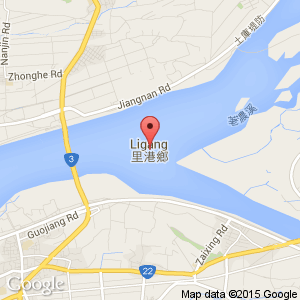 Nanjin Rd
土庫堤防
Zhonghe Rd
Jiangnan Rd
荖濃溪
3
Ligang
里港鄉
Guojiang Rd
Zaixing Rd
22
Google
Map data ©2015 Google